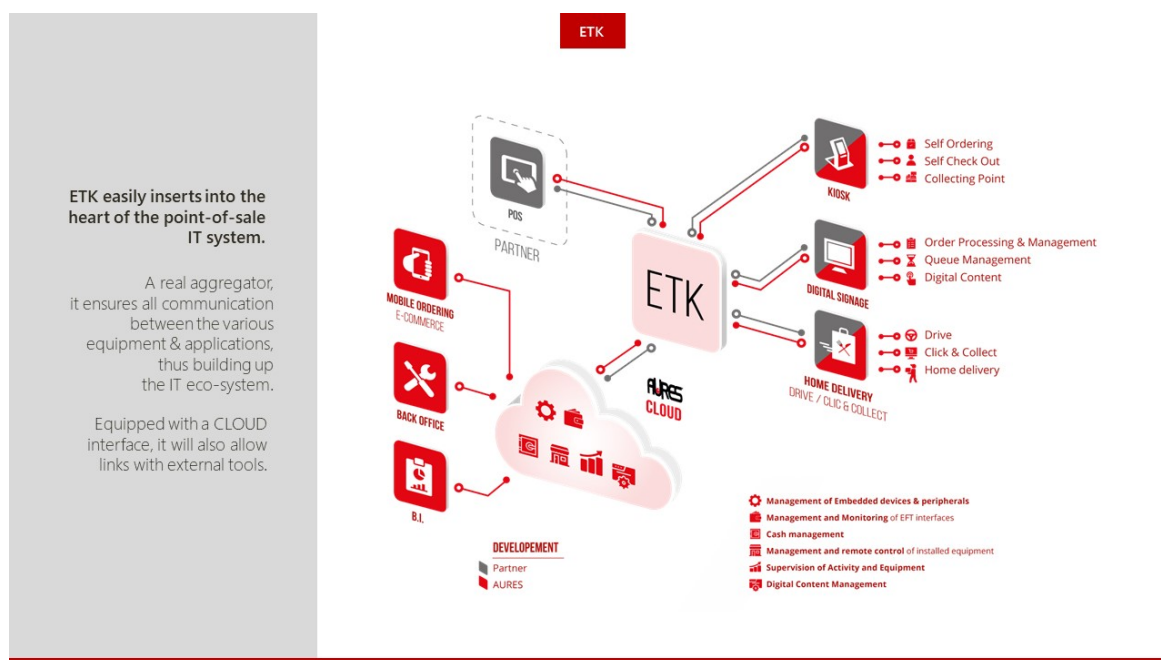 ETK
ETK easily inserts into the
heart of the point-of-sale
IT system.
A real aggregator,
it ensures all communication
between the various
equipment & applications,
thus building up
the IT eco-system.
Equipped with a CLOUD
interface, it will also allow
links with external tools.
POS
PARTNER
MOBILE ORDERING
E-COMMERCE
BACK OFFICE
B.I.
ETK
AURES
CLOUD
KIOSK
Self Ordering
Self Check Out
Collecting Point
DIGITAL SIGNAGE
Order Processing & Management
Queue Management
Digital Content
HOME DELIVERY
DRIVE / CLIC & COLLECT
Drive
Click & Collect
Home delivery
DEVELOPEMENT
Partner
AURES
Management of Embedded devices & peripherals
Management and Monitoring of EFT interfaces
Cash management
Management and remote control of installed equipment
Supervision of Activity and Equipment
Digital Content Management